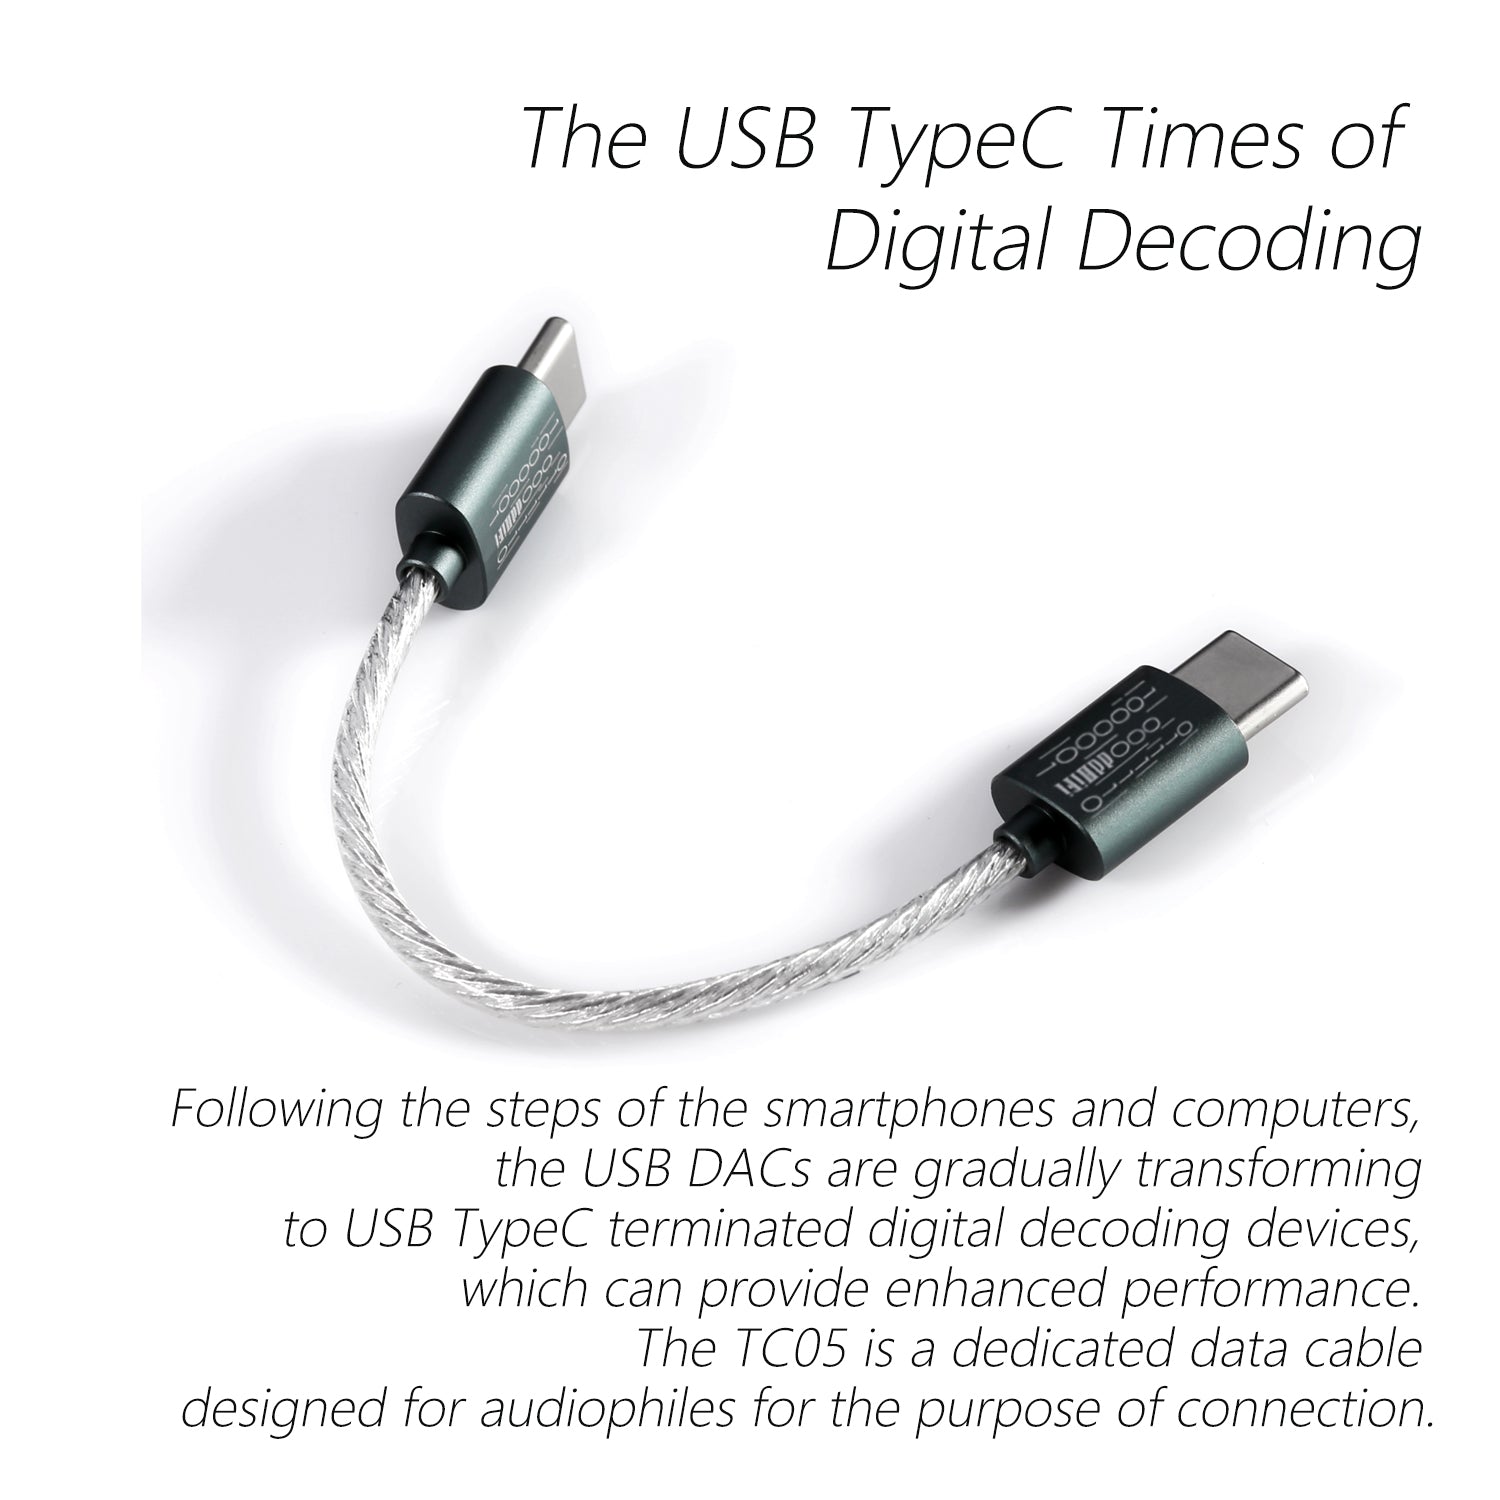 The USB TypeC Times of
Digital Decoding
ddHiFi
ddHiFi
Following the steps of the smartphones and computers,
the USB DACs are gradually transforming
to USB TypeC terminated digital decoding devices,
which can provide enhanced performance.
The TC05 is a dedicated data cable
designed for audiophiles for the purpose of connection.